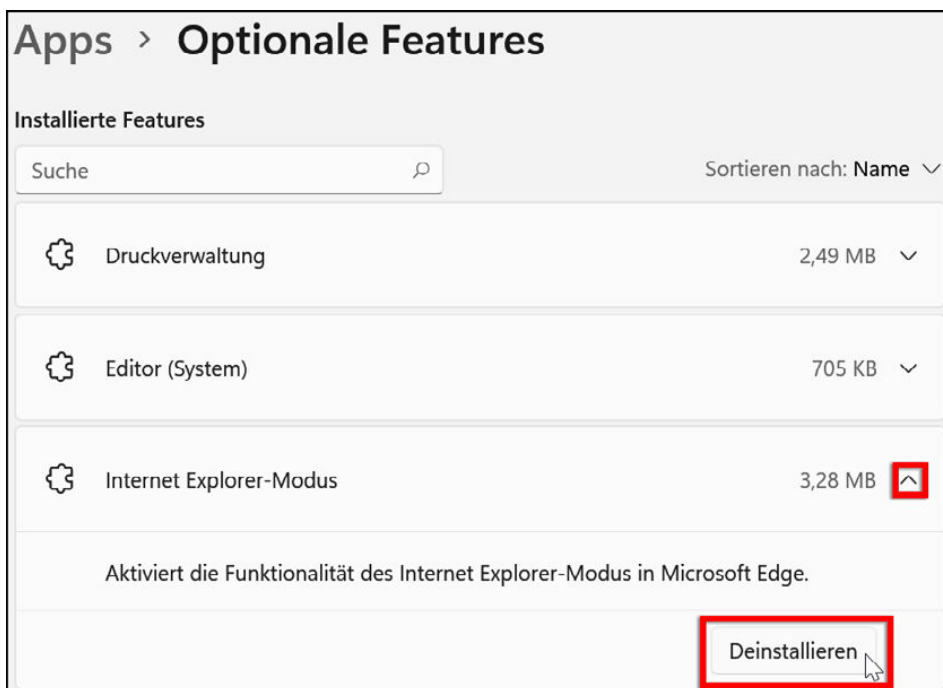 Apps > Optionale Features
Installierte Features
Suche
Sortieren nach: Name
Druckverwaltung 2,49 MB
Editor (System) 705 KB
Internet Explorer-Modus 3,28 MB
Aktiviert die Funktionalität des Internet Explorer-Modus in Microsoft Edge.
Deinstallieren